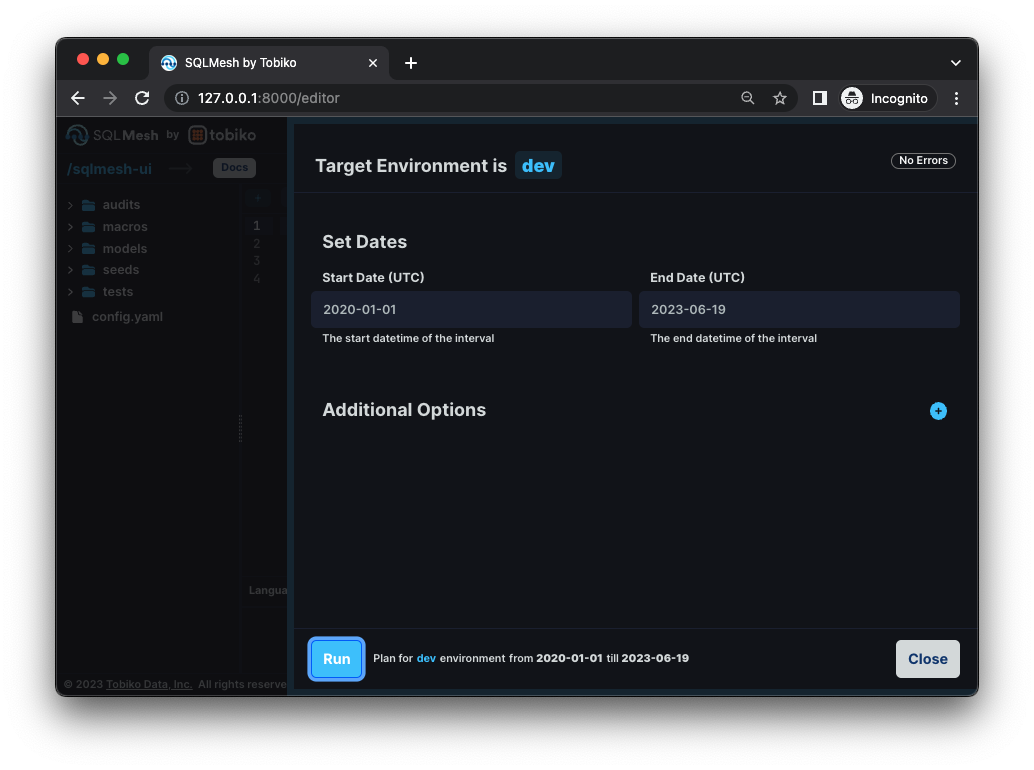 SQLMesh by Tobiko
127.0.0.1:8000/editor
Incognito
SQLMesh by tobiko
/sqlmesh-ui
Docs
audits
macros
models
seeds
tests
config.yaml
1
2
3
4
Langua
© 2023 Tobiko Data, Inc. All rights reserve
Target Environment is dev
No Errors
Set Dates
Start Date (UTC)
End Date (UTC)
2020-01-01
2023-06-19
The start datetime of the interval
The end datetime of the interval
Additional Options
Run
Plan for dev environment from 2020-01-01 till 2023-06-19
Close